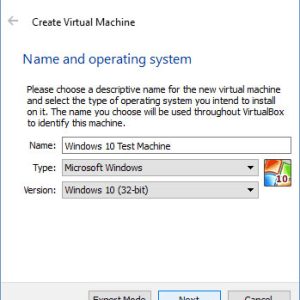 Create Virtual Machine
Name and operating system
Please choose a descriptive name for the new virtual machine
and select the type of operating system you intend to install
on it. The name you choose will be used throughout VirtualBox
to identify this machine.
Name: Windows 10 Test Machine
Type: Microsoft Windows
10
Version: Windows 10 (32-bit)
Expert Mode Next Cancel